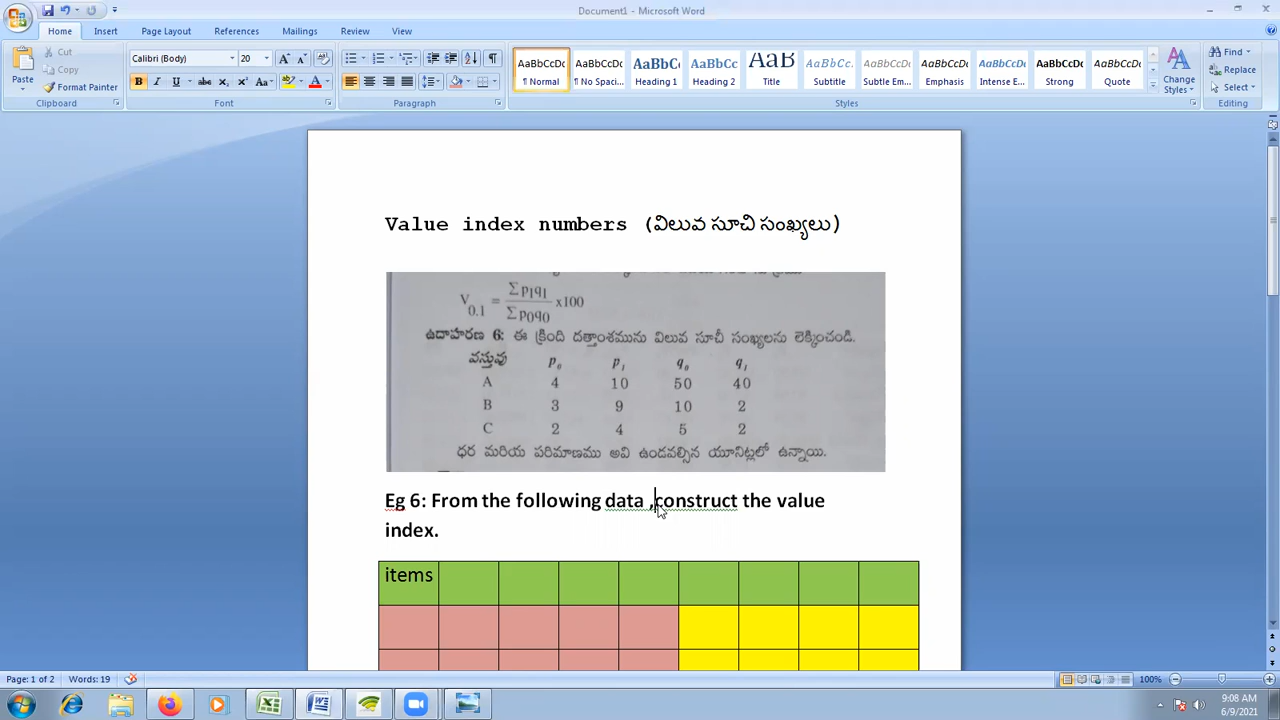 Document1 - Microsoft Word
Home Insert Page Layout References Mailings Review View
Cut
Copy
Format Painter
Paste
Calibri (Body) 20
Clipboard Font Paragraph Styles Editing
AaBbCcDc AaBbCcDc AaBbCc AaBbCc AaB AaBbCc. AaBbCcDc AaBbCcDc AaBbCcDc AaBbCcDc AaBbCcDc
¶ Normal ¶ No Spaci... Heading 1 Heading 2 Title Subtitle Subtle Em... Emphasis Intense E... Strong Quote
Change Styles
Find
Replace
Select
Value index numbers (విలువ సూచి సంఖ్యలు)
V0.1 = Σp1q1 / Σp0q0 x100
ఉదాహరణ 6: ఈ క్రింది దత్తాంశమును విలువ సూచీ సంఖ్యలను లెక్కించండి.
వస్తువు p0 p1 q0 q1
A 4 10 50 40
B 3 9 10 2
C 2 4 5 2
ధర మరియ పరిమాణము అవి ఉండవల్సిన యూనిట్లలో ఉన్నాయి.
Eg 6: From the following data ,construct the value
index.
items
Page: 1 of 2 Words: 19 100%
9:08 AM
6/9/2021